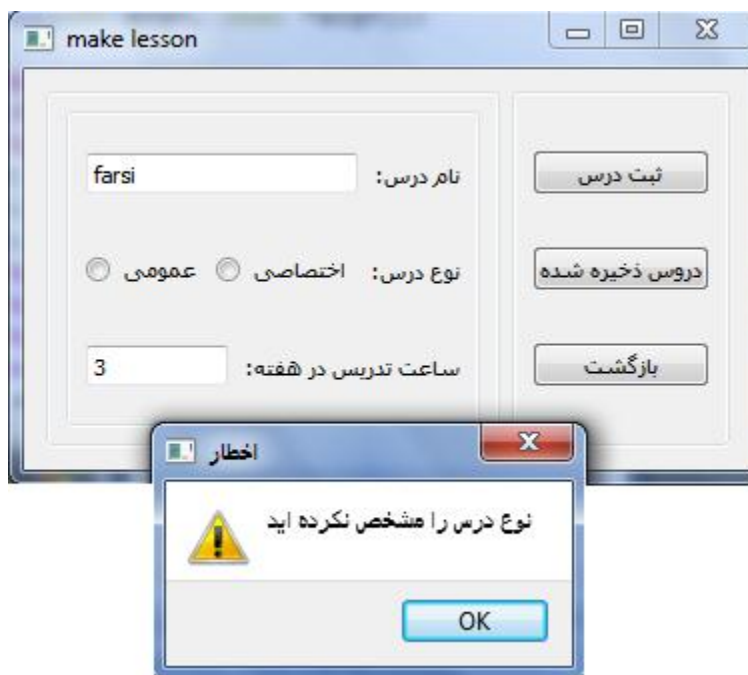 make lesson
نام درس:
farsi
ثبت درس
نوع درس:
اختصاصی
عمومی
دروس ذخیره شده
ساعت تدریس در هفته:
3
بازگشت
اخطار
نوع درس را مشخص نکرده اید
OK